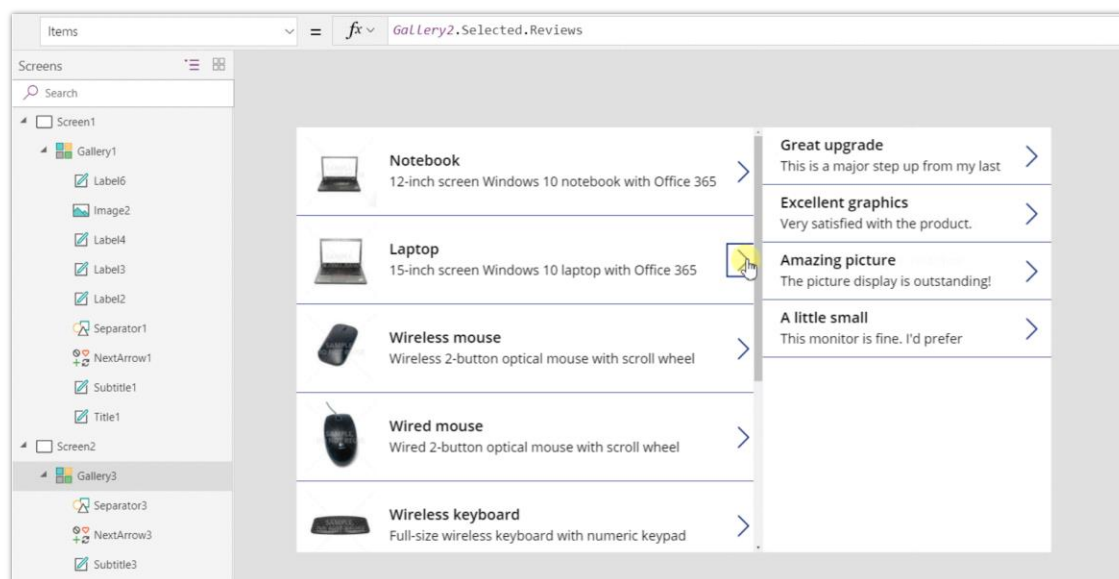 Items = fx Gallery2.Selected.Reviews
Screens
Search
Screen1
Gallery1
Label6
Image2
Label4
Label3
Label2
Separator1
NextArrow1
Subtitle1
Title1
Screen2
Gallery3
Separator3
NextArrow3
Subtitle3
Notebook
12-inch screen Windows 10 notebook with Office 365
Laptop
15-inch screen Windows 10 laptop with Office 365
Wireless mouse
Wireless 2-button optical mouse with scroll wheel
Wired mouse
Wired 2-button optical mouse with scroll wheel
Wireless keyboard
Full-size wireless keyboard with numeric keypad
Great upgrade
This is a major step up from my last
Excellent graphics
Very satisfied with the product.
Amazing picture
The picture display is outstanding!
A little small
This monitor is fine. I'd prefer